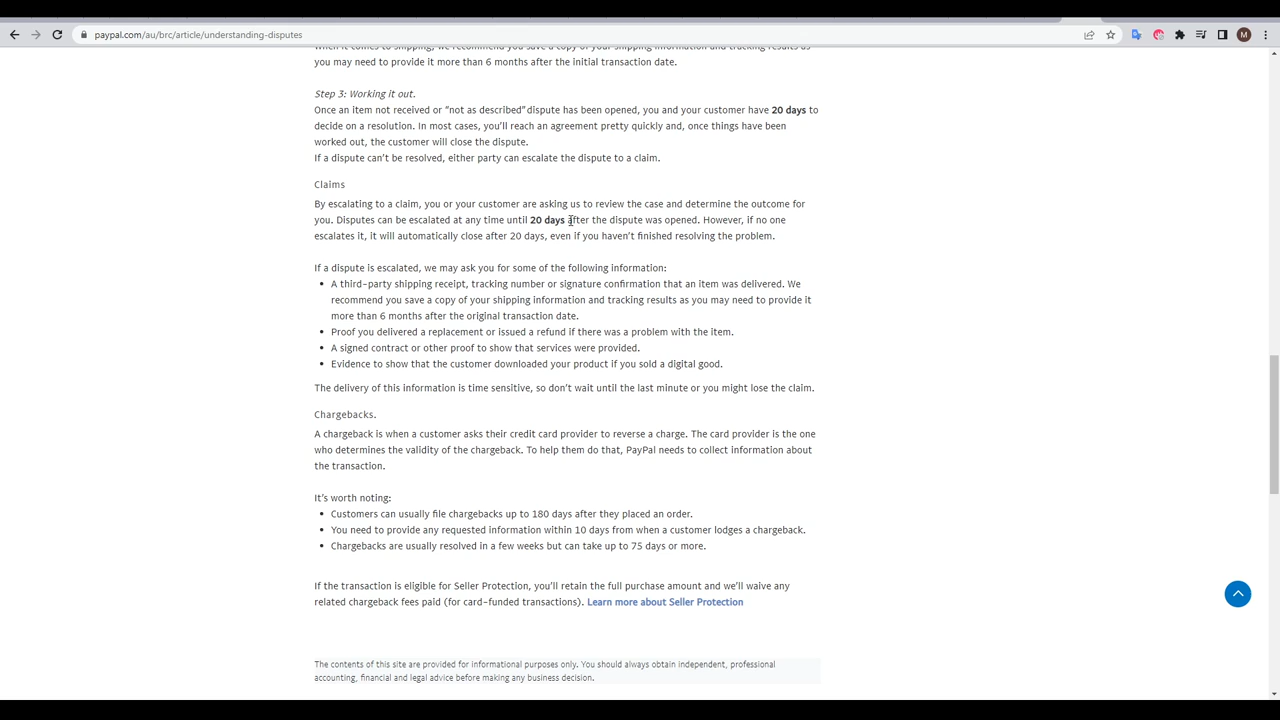 paypal.com/au/brc/article/understanding-disputes
M
When it comes to shipping, we recommend you save a copy of your shipping information and tracking results as
you may need to provide it more than 6 months after the initial transaction date.
Step 3: Working it out.
Once an item not received or “not as described” dispute has been opened, you and your customer have 20 days to
decide on a resolution. In most cases, you’ll reach an agreement pretty quickly and, once things have been
worked out, the customer will close the dispute.
If a dispute can’t be resolved, either party can escalate the dispute to a claim.
Claims
By escalating to a claim, you or your customer are asking us to review the case and determine the outcome for
you. Disputes can be escalated at any time until 20 days after the dispute was opened. However, if no one
escalates it, it will automatically close after 20 days, even if you haven’t finished resolving the problem.
If a dispute is escalated, we may ask you for some of the following information:
• A third-party shipping receipt, tracking number or signature confirmation that an item was delivered. We
recommend you save a copy of your shipping information and tracking results as you may need to provide it
more than 6 months after the original transaction date.
• Proof you delivered a replacement or issued a refund if there was a problem with the item.
• A signed contract or other proof to show that services were provided.
• Evidence to show that the customer downloaded your product if you sold a digital good.
The delivery of this information is time sensitive, so don’t wait until the last minute or you might lose the claim.
Chargebacks.
A chargeback is when a customer asks their credit card provider to reverse a charge. The card provider is the one
who determines the validity of the chargeback. To help them do that, PayPal needs to collect information about
the transaction.
It’s worth noting:
• Customers can usually file chargebacks up to 180 days after they placed an order.
• You need to provide any requested information within 10 days from when a customer lodges a chargeback.
• Chargebacks are usually resolved in a few weeks but can take up to 75 days or more.
If the transaction is eligible for Seller Protection, you’ll retain the full purchase amount and we’ll waive any
related chargeback fees paid (for card-funded transactions). Learn more about Seller Protection
The contents of this site are provided for informational purposes only. You should always obtain independent, professional
accounting, financial and legal advice before making any business decision.